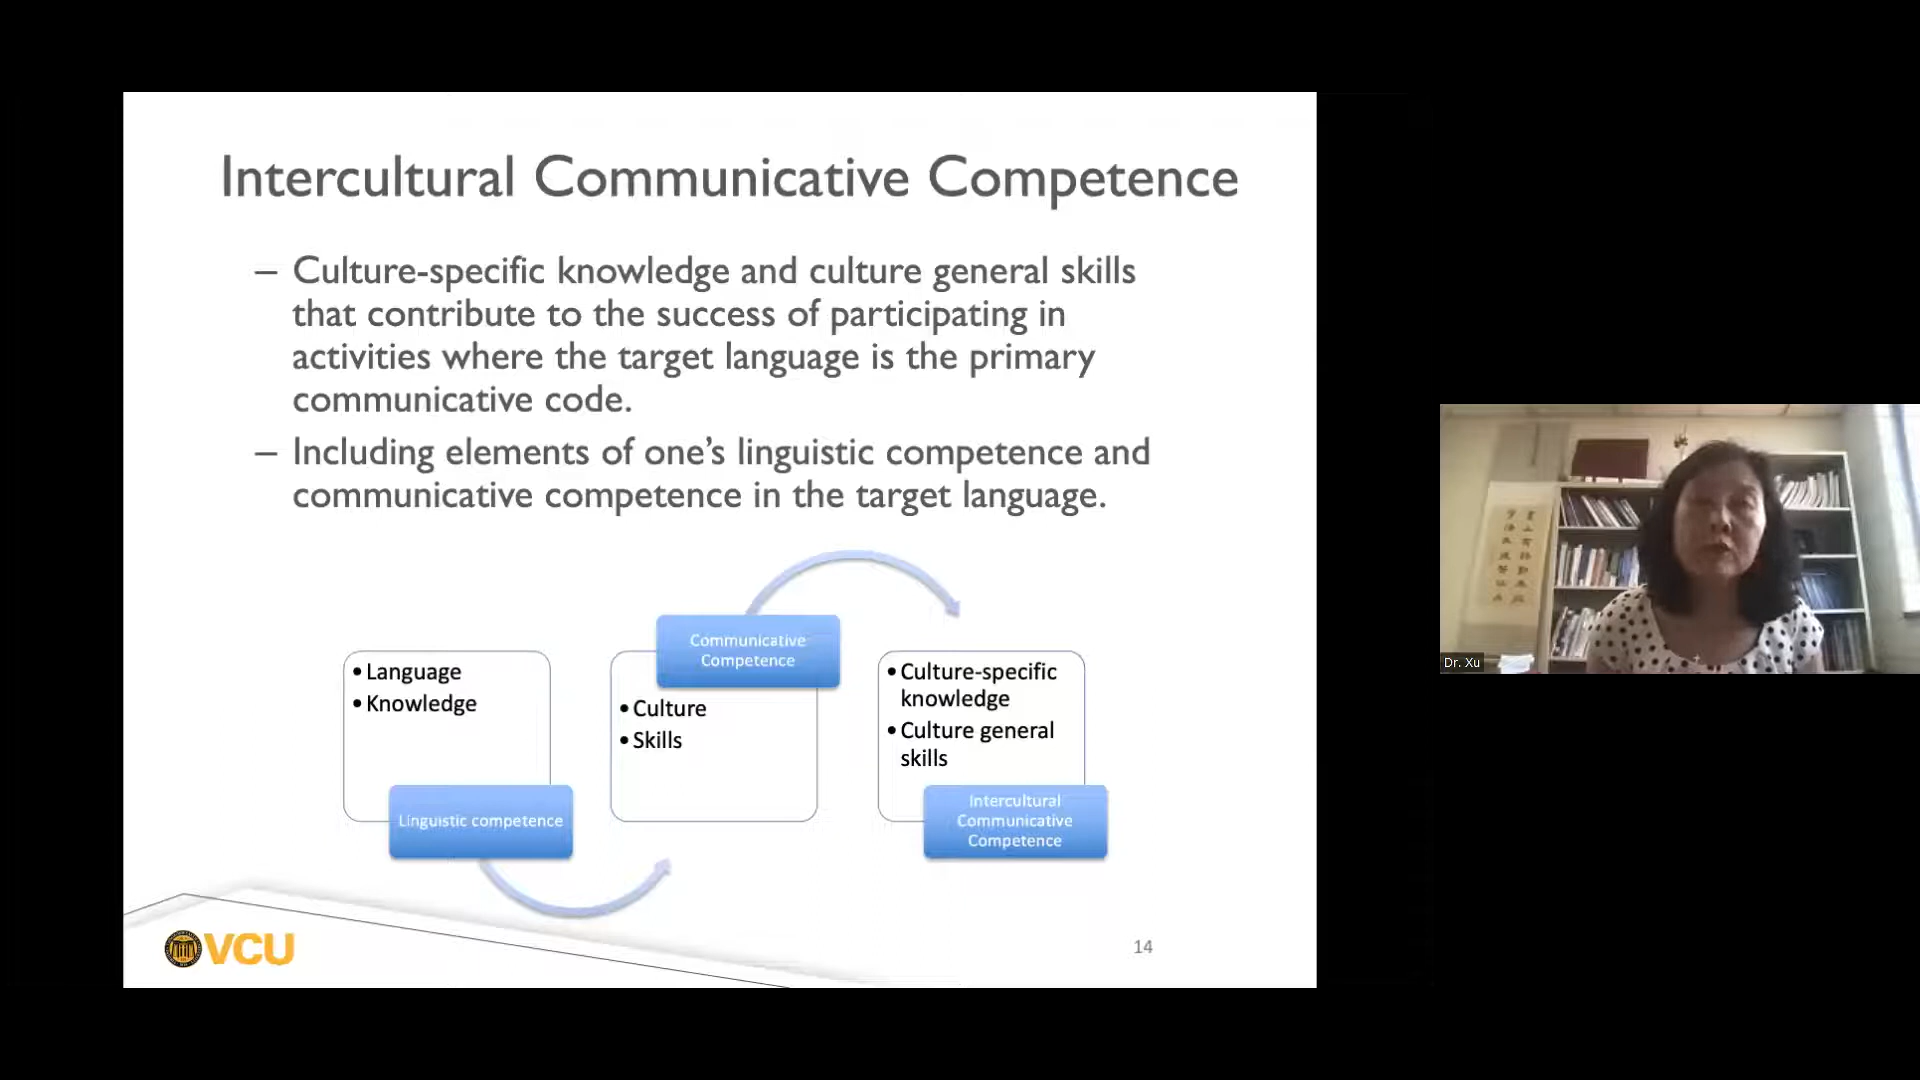 Intercultural Communicative Competence
– Culture-specific knowledge and culture general skills
that contribute to the success of participating in
activities where the target language is the primary
communicative code.
– Including elements of one's linguistic competence and
communicative competence in the target language.
• Language
• Knowledge
Linguistic competence
Communicative
Competence
• Culture
• Skills
• Culture-specific
knowledge
• Culture general
skills
Intercultural
Communicative
Competence
VCU
14
Dr. Xu